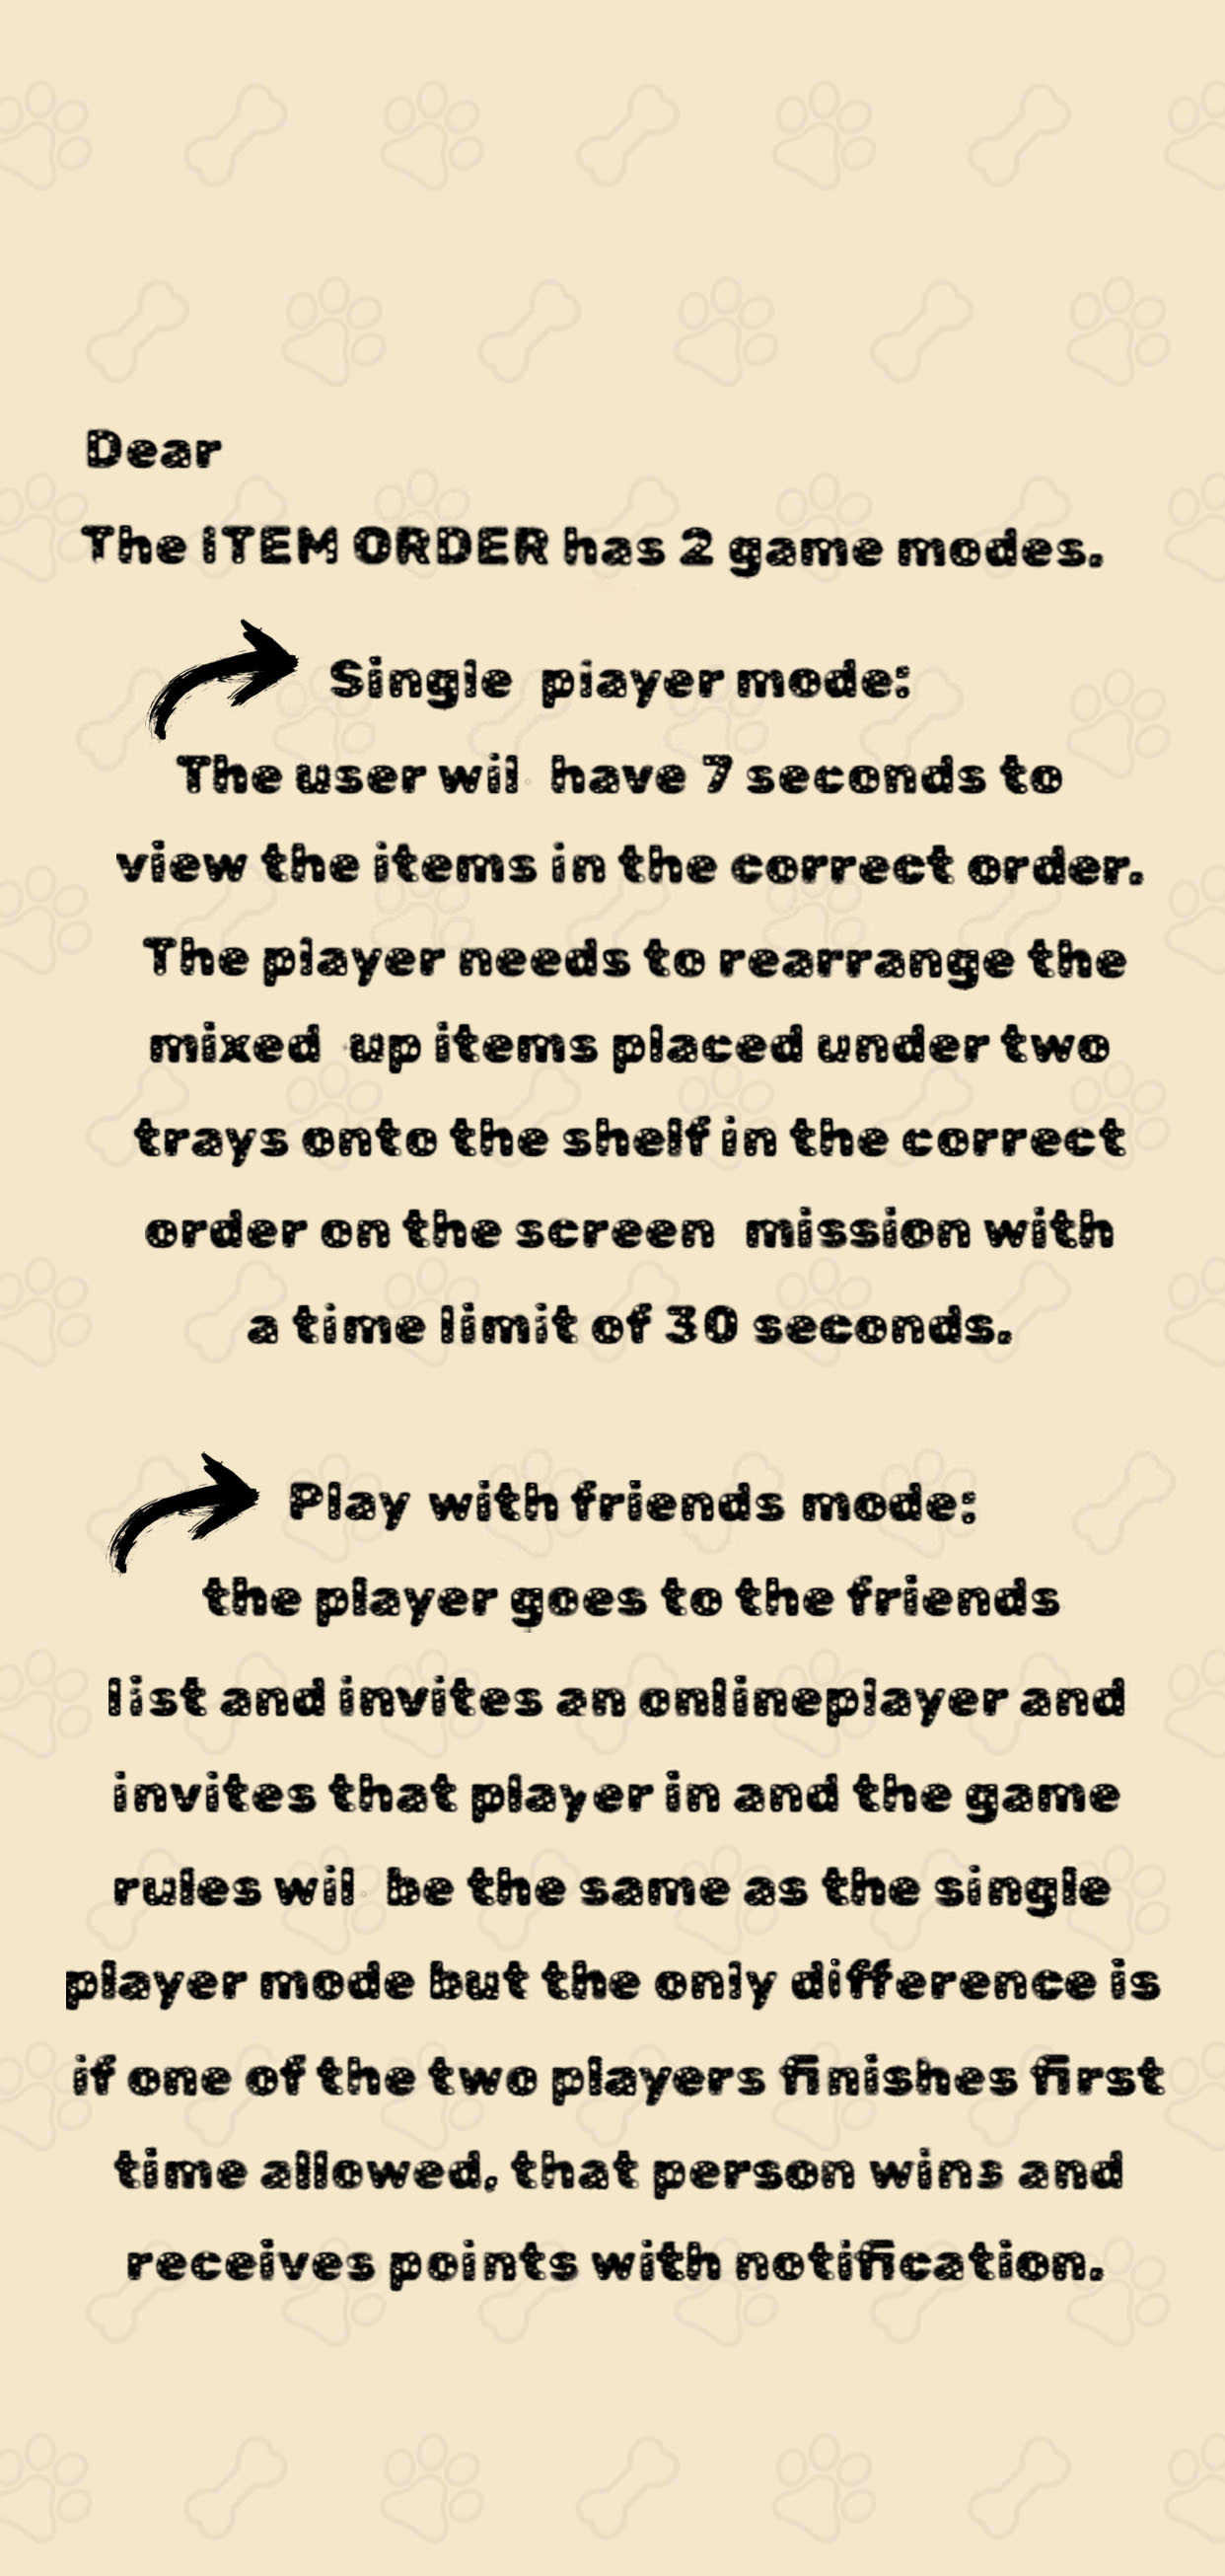 Dear
The ITEM ORDER has 2 game modes.
Single piayer mode:
The user wil have 7 seconds to
view the items in the correct order.
The player needs to rearrange the
mixed up items placed under two
trays onto the shelf in the correct
order on the screen mission with
a time limit of 30 seconds.
Play with friends mode:
the player goes to the friends
list and invites an onlineplayer and
invites that player in and the game
rules wil be the same as the single
player mode but the only difference is
if one of the two players finishes first
time allowed, that person wins and
receives points with notification.